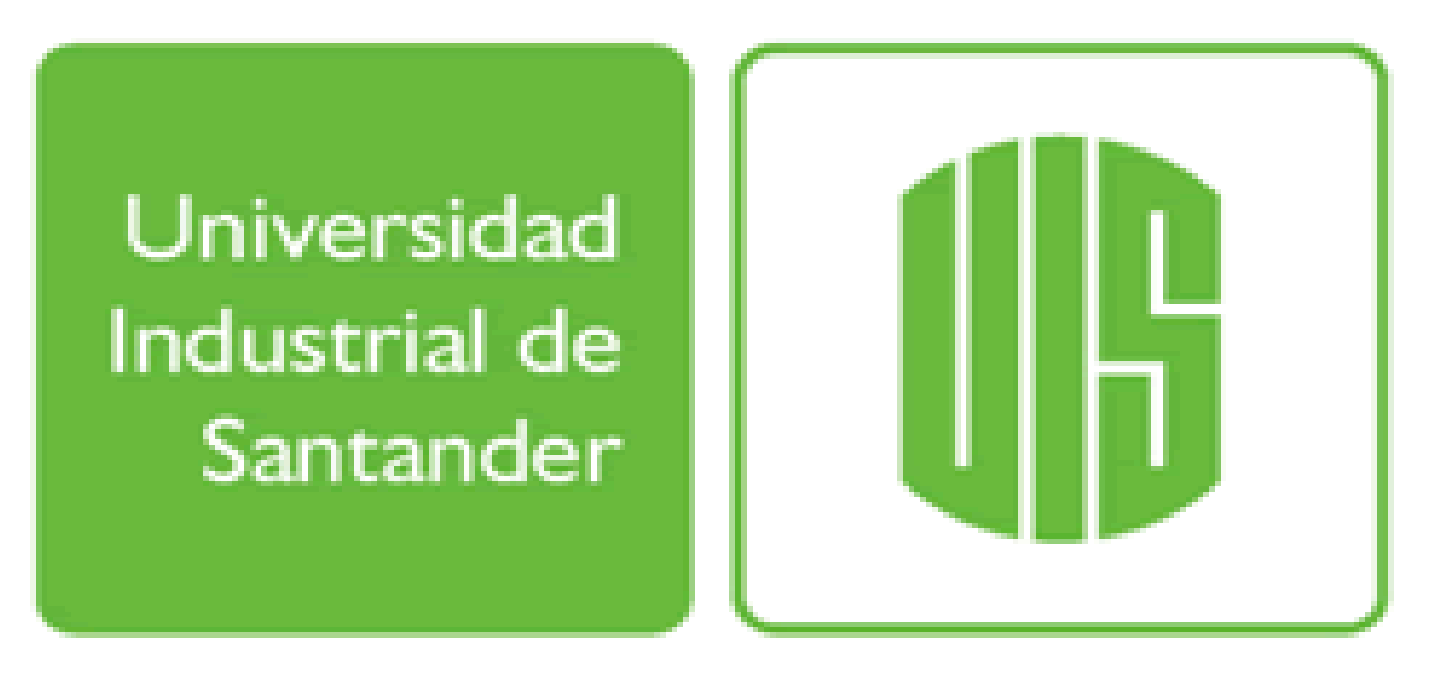 Universidad
Industrial de
Santander
UIS